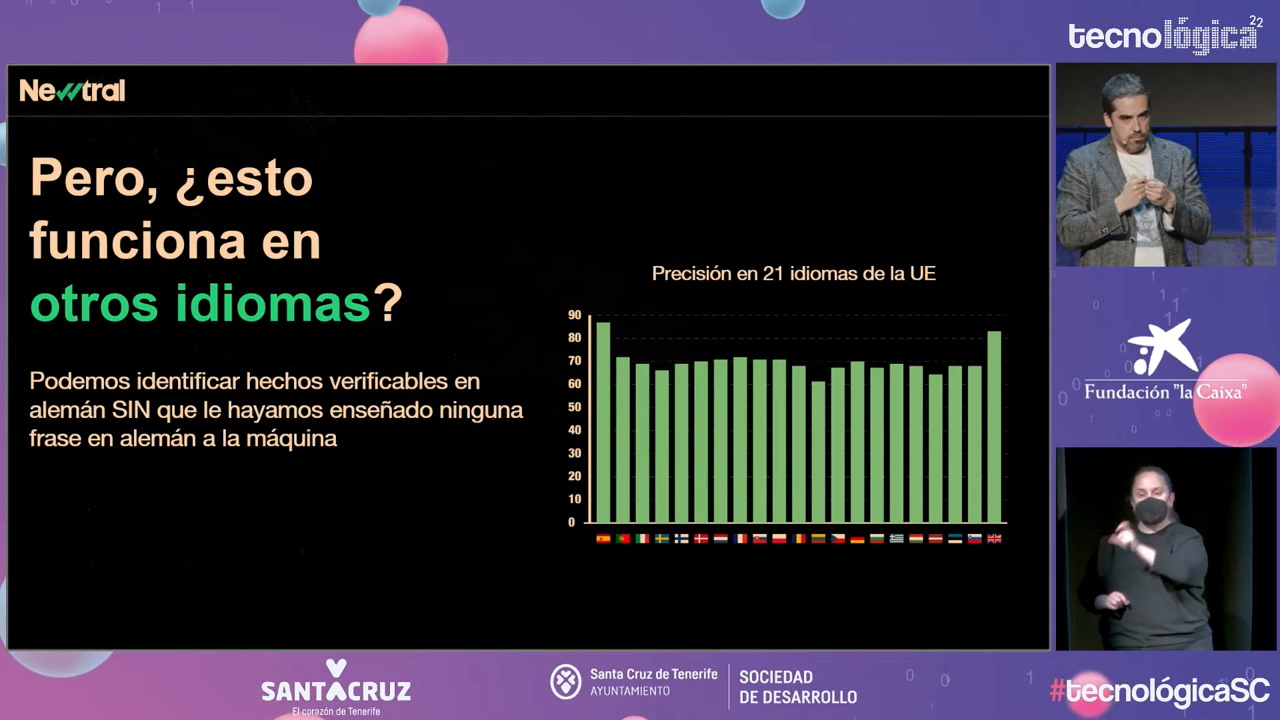 tecnológica22
Newtral
Pero, ¿esto
funciona en
otros idiomas?
Podemos identificar hechos verificables en
alemán SIN que le hayamos enseñado ninguna
frase en alemán a la máquina
Precisión en 21 idiomas de la UE
90
80
70
60
50
40
30
20
10
0
Fundación "la Caixa"
SANTACRUZ
El corazón de Tenerife
Santa Cruz de Tenerife
AYUNTAMIENTO
SOCIEDAD
DE DESARROLLO
#tecnológicaSC